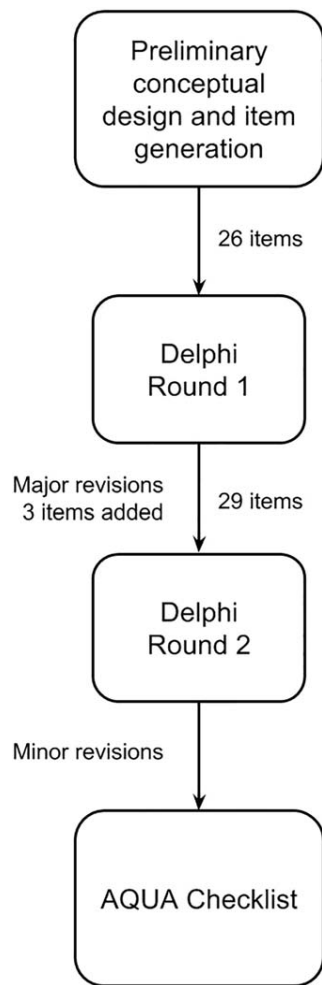 Preliminary
conceptual
design and item
generation
26 items
Delphi
Round 1
Major revisions
3 items added
29 items
Delphi
Round 2
Minor revisions
AQUA Checklist